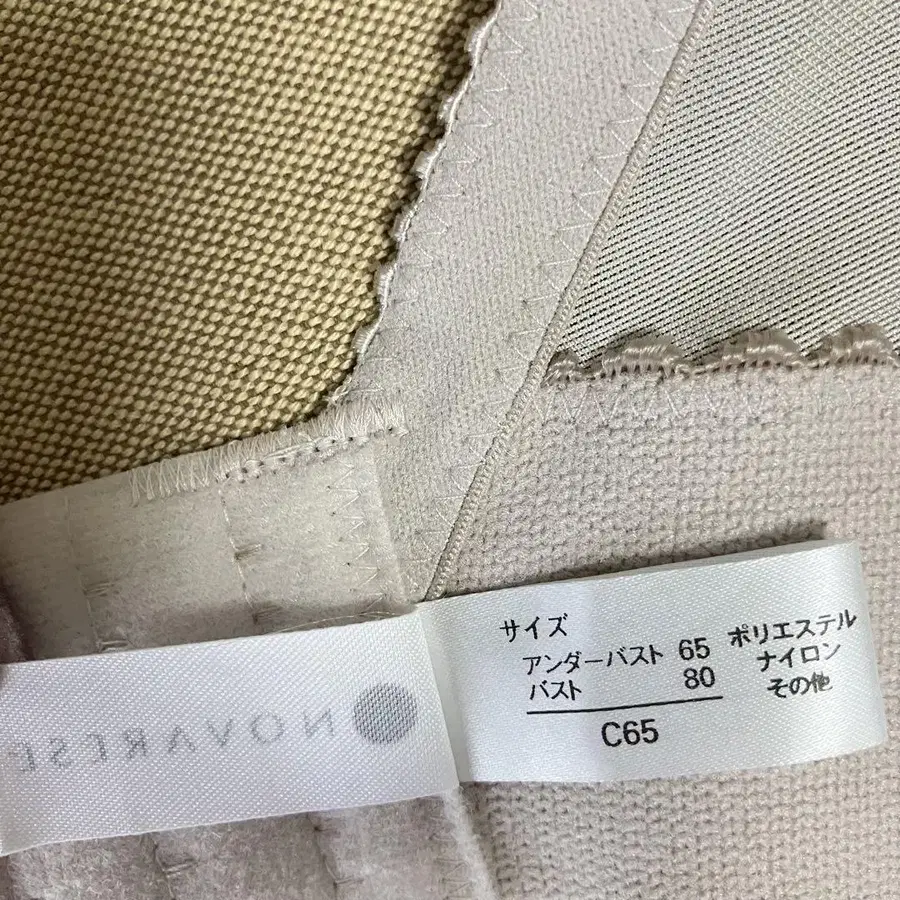 サイズ
アンダーバスト 65
バスト 80
C65
ポリエステル
ナイロン
その他
NOVARESE